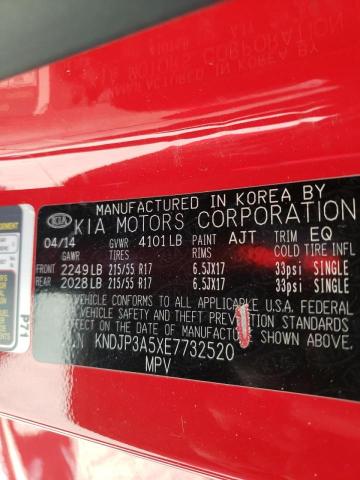 MANUFACTURED IN KOREA BY
KIA KIA MOTORS CORPORATION
04/14 GVWR 4101LB PAINT AJT TRIM EQ
GAWR RIMS COLD TIRE INFL
FRONT 2249LB 215/55 R17 6.5JX17 33psi SINGLE
REAR 2028LB 215/55 R17 6.5JX17 33psi SINGLE
VEHICLE CONFORMS TO ALL APPLICABLE U.S.A. FEDERAL
VEHICLE SAFETY AND THEFT PREVENTION STANDARDS
EFFECT ON THE DATE OF MANUFACTURE SHOWN ABOVE.
KNDJP3A5XE7732520
MPV
P71